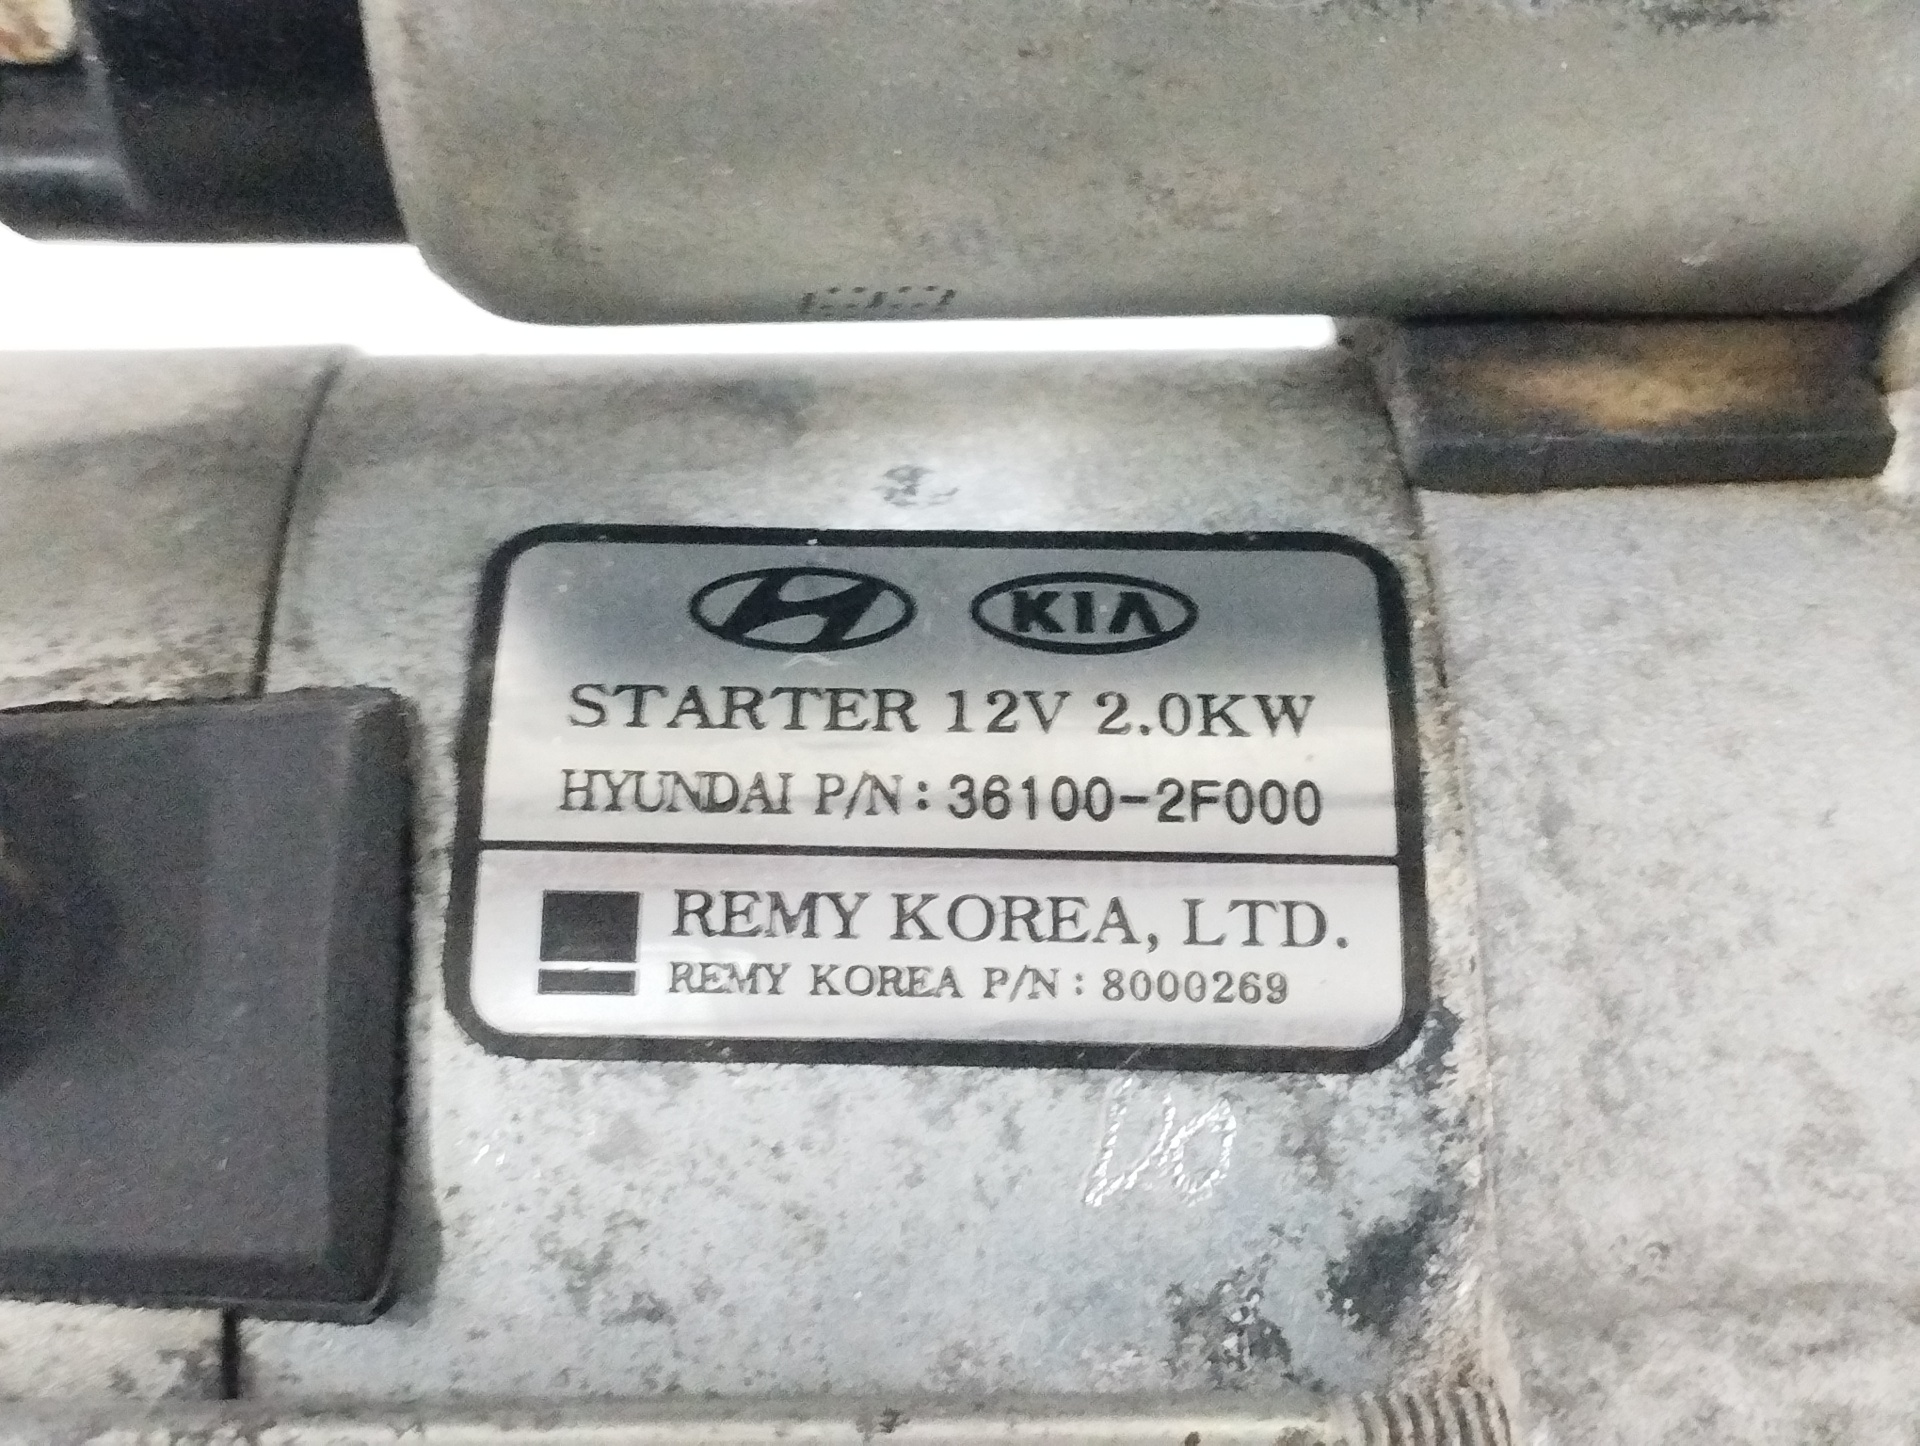 KIA
STARTER 12V 2.0KW
HYUNDAI P/N: 36100-2F000
REMY KOREA, LTD.
REMY KOREA P/N: 8000269